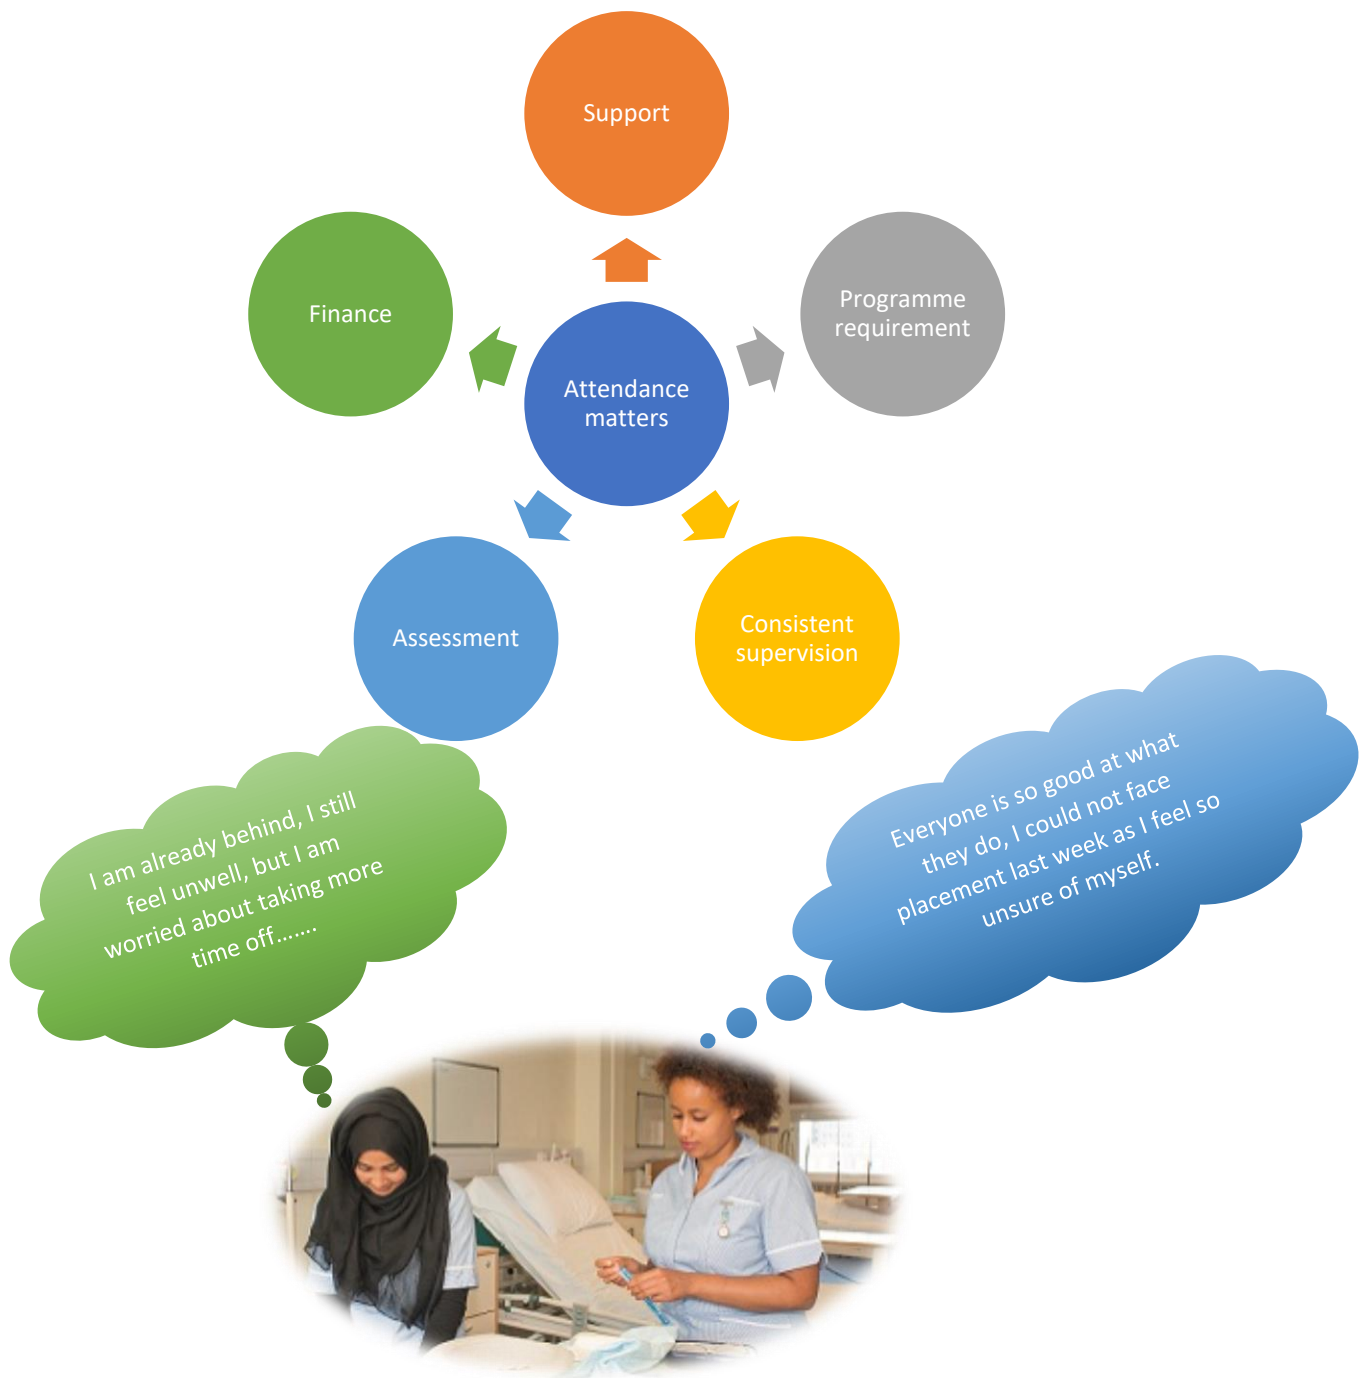 Support
Finance
Programme
requirement
Attendance
matters
Assessment
Consistent
supervision
I am already behind, I still
feel unwell, but I am
worried about taking more
time off…….
Everyone is so good at what
they do, I could not face
placement last week as I feel so
unsure of myself.